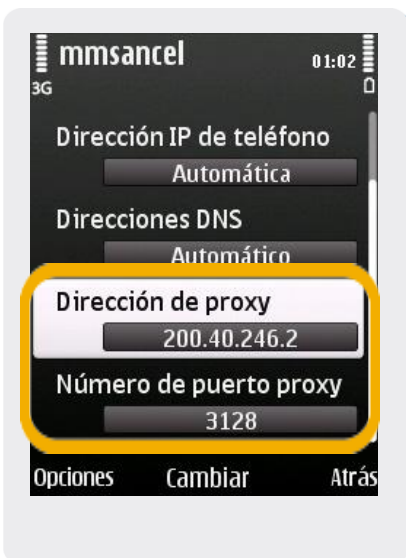 mmsancel 01:02
3G
Dirección IP de teléfono
Automática
Direcciones DNS
Automático
Dirección de proxy
200.40.246.2
Número de puerto proxy
3128
Opciones Cambiar Atrás